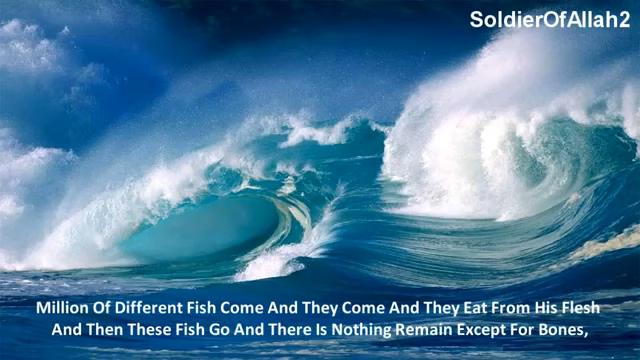 SoldierOfAllah2
Million Of Different Fish Come And They Come And They Eat From His Flesh
And Then These Fish Go And There Is Nothing Remain Except For Bones,